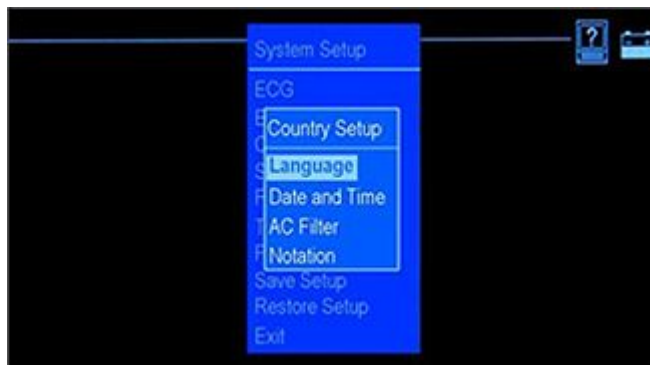 ?
System Setup
ECG
Country Setup
Language
Date and Time
AC Filter
Notation
Save Setup
Restore Setup
Exit